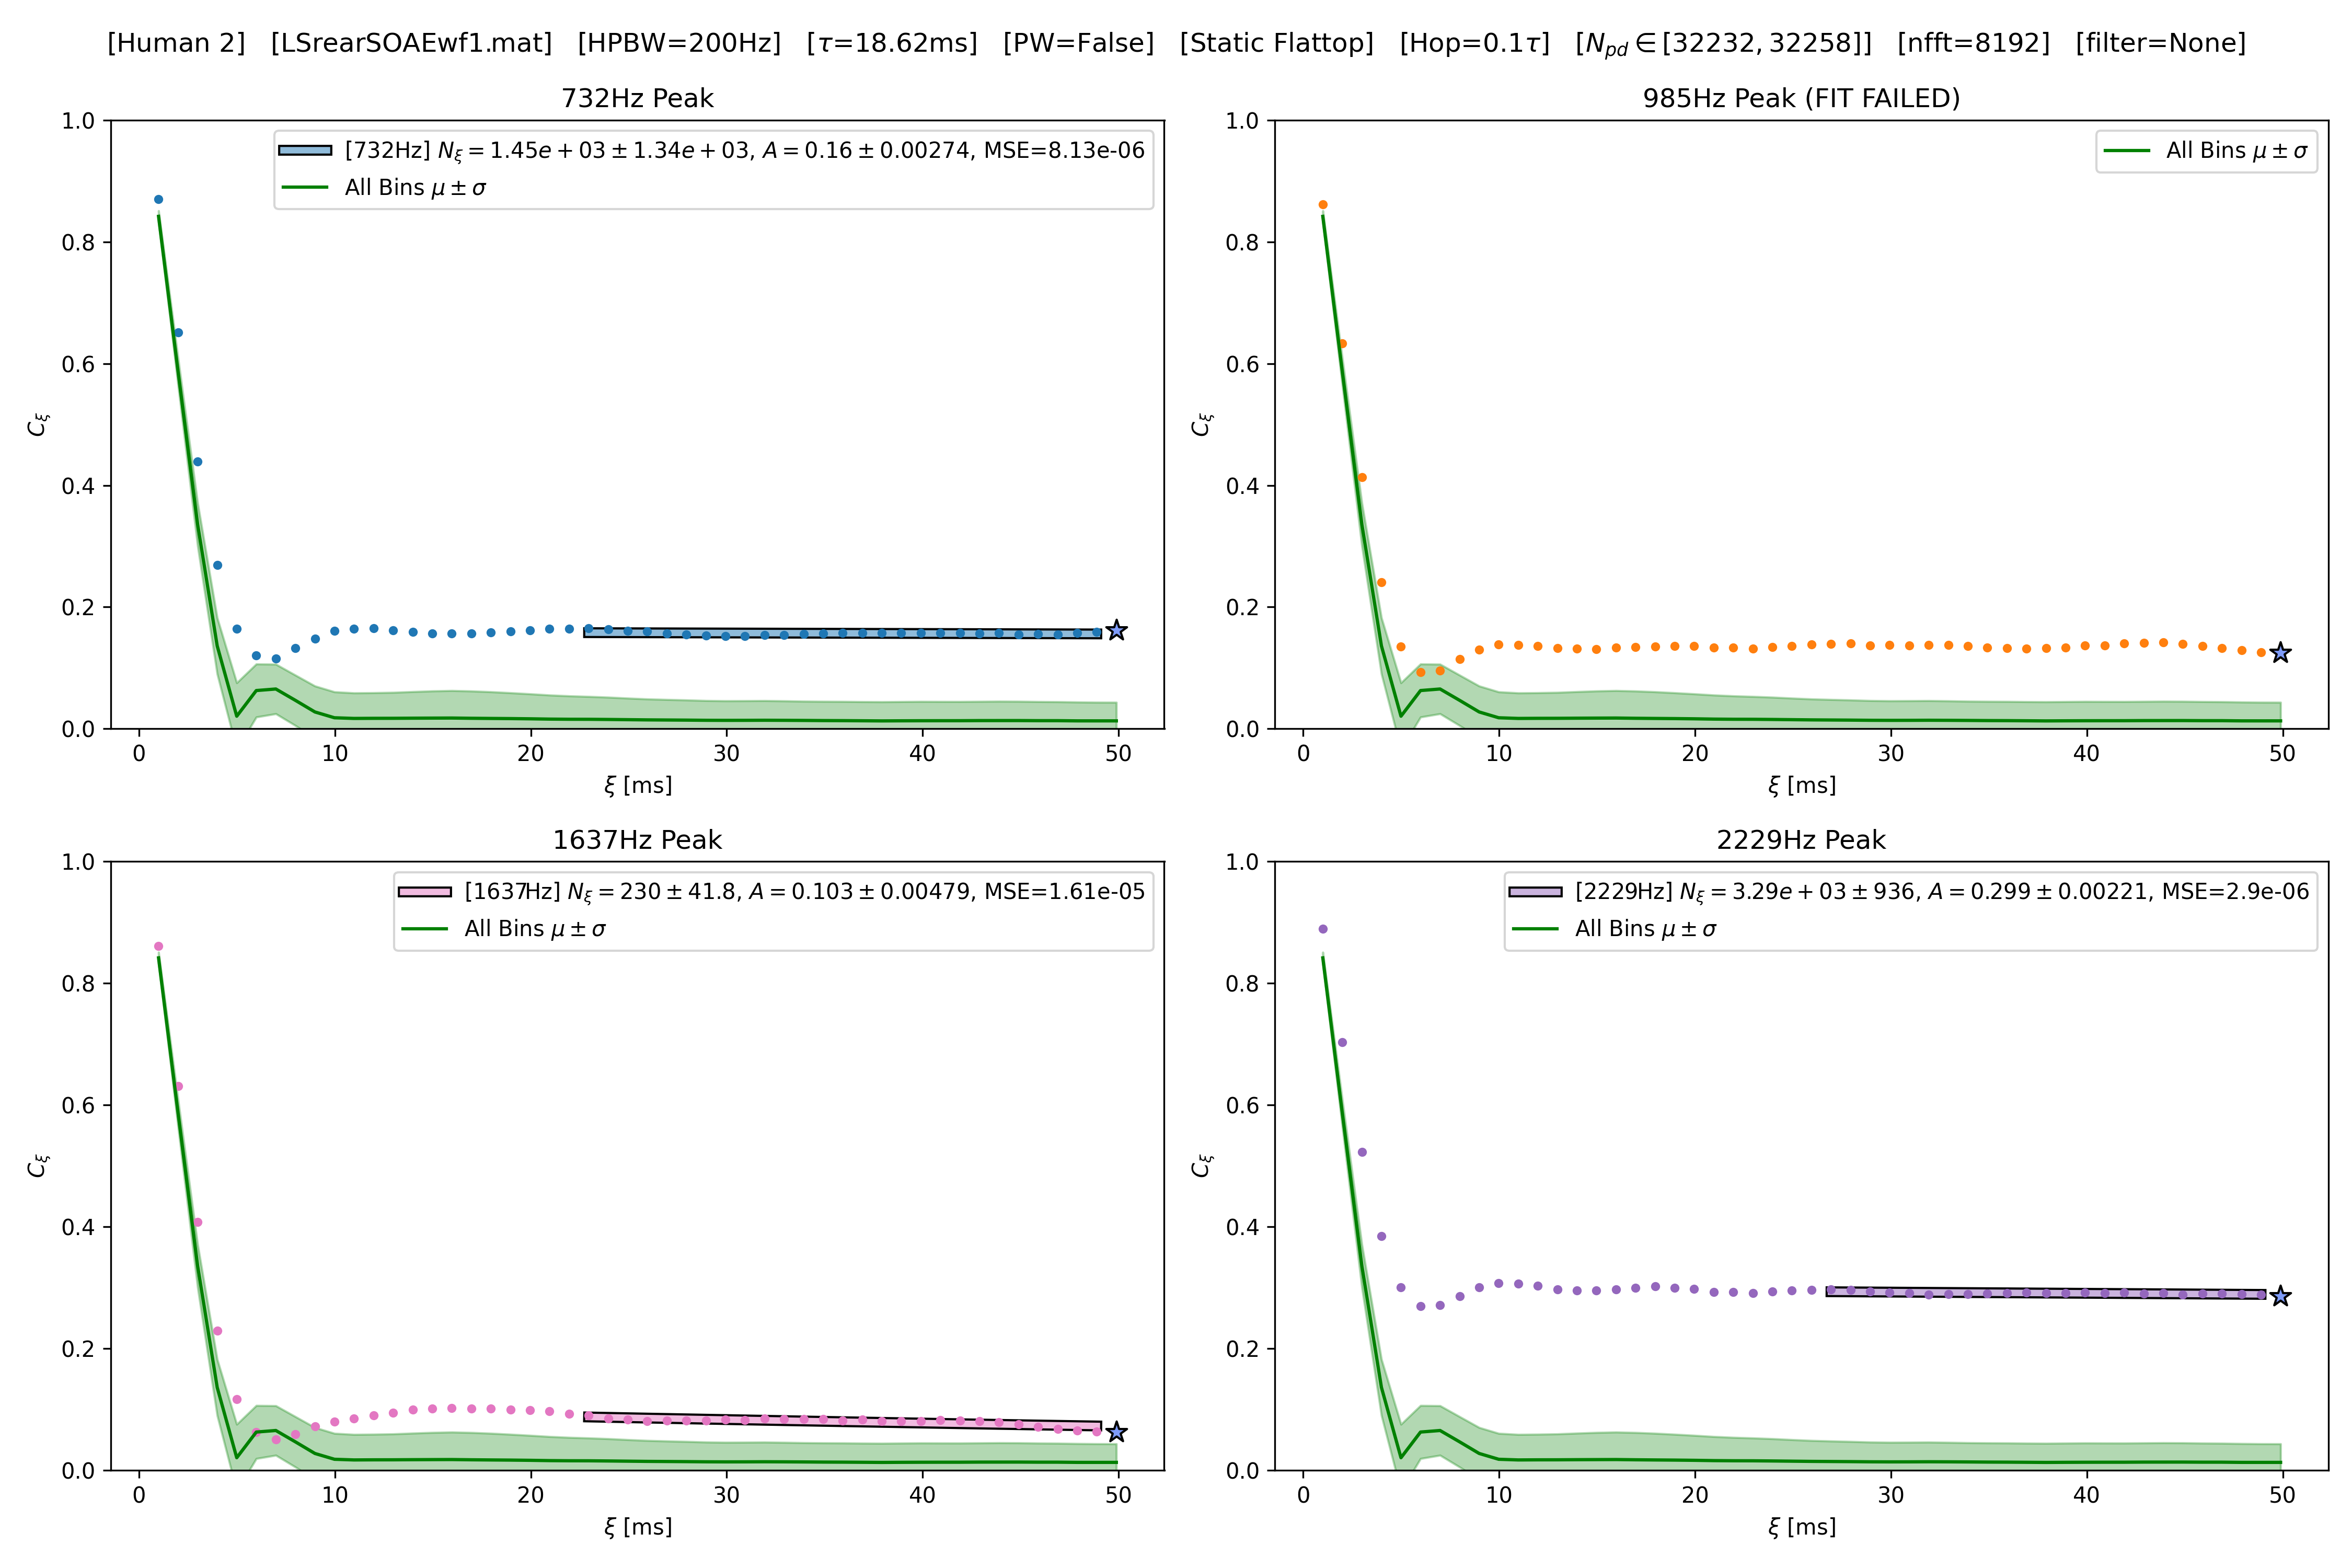 [Human 2] [LSrearSOAEwf1.mat] [HPBW=200Hz] [τ=18.62ms] [PW=False] [Static Flattop] [Hop=0.1τ] [N_pd ∈ [32232, 32258]] [nfft=8192] [filter=None]
732Hz Peak
[732Hz] N_ξ = 1.45e + 03 ± 1.34e + 03, A = 0.16 ± 0.00274, MSE=8.13e-06
All Bins μ ± σ
1.0
0.8
0.6
0.4
0.2
0.0
C_ξ
0 10 20 30 40 50
ξ [ms]
985Hz Peak (FIT FAILED)
All Bins μ ± σ
1.0
0.8
0.6
0.4
0.2
0.0
C_ξ
0 10 20 30 40 50
ξ [ms]
1637Hz Peak
[1637Hz] N_ξ = 230 ± 41.8, A = 0.103 ± 0.00479, MSE=1.61e-05
All Bins μ ± σ
1.0
0.8
0.6
0.4
0.2
0.0
C_ξ
0 10 20 30 40 50
ξ [ms]
2229Hz Peak
[2229Hz] N_ξ = 3.29e + 03 ± 936, A = 0.299 ± 0.00221, MSE=2.9e-06
All Bins μ ± σ
1.0
0.8
0.6
0.4
0.2
0.0
C_ξ
0 10 20 30 40 50
ξ [ms]